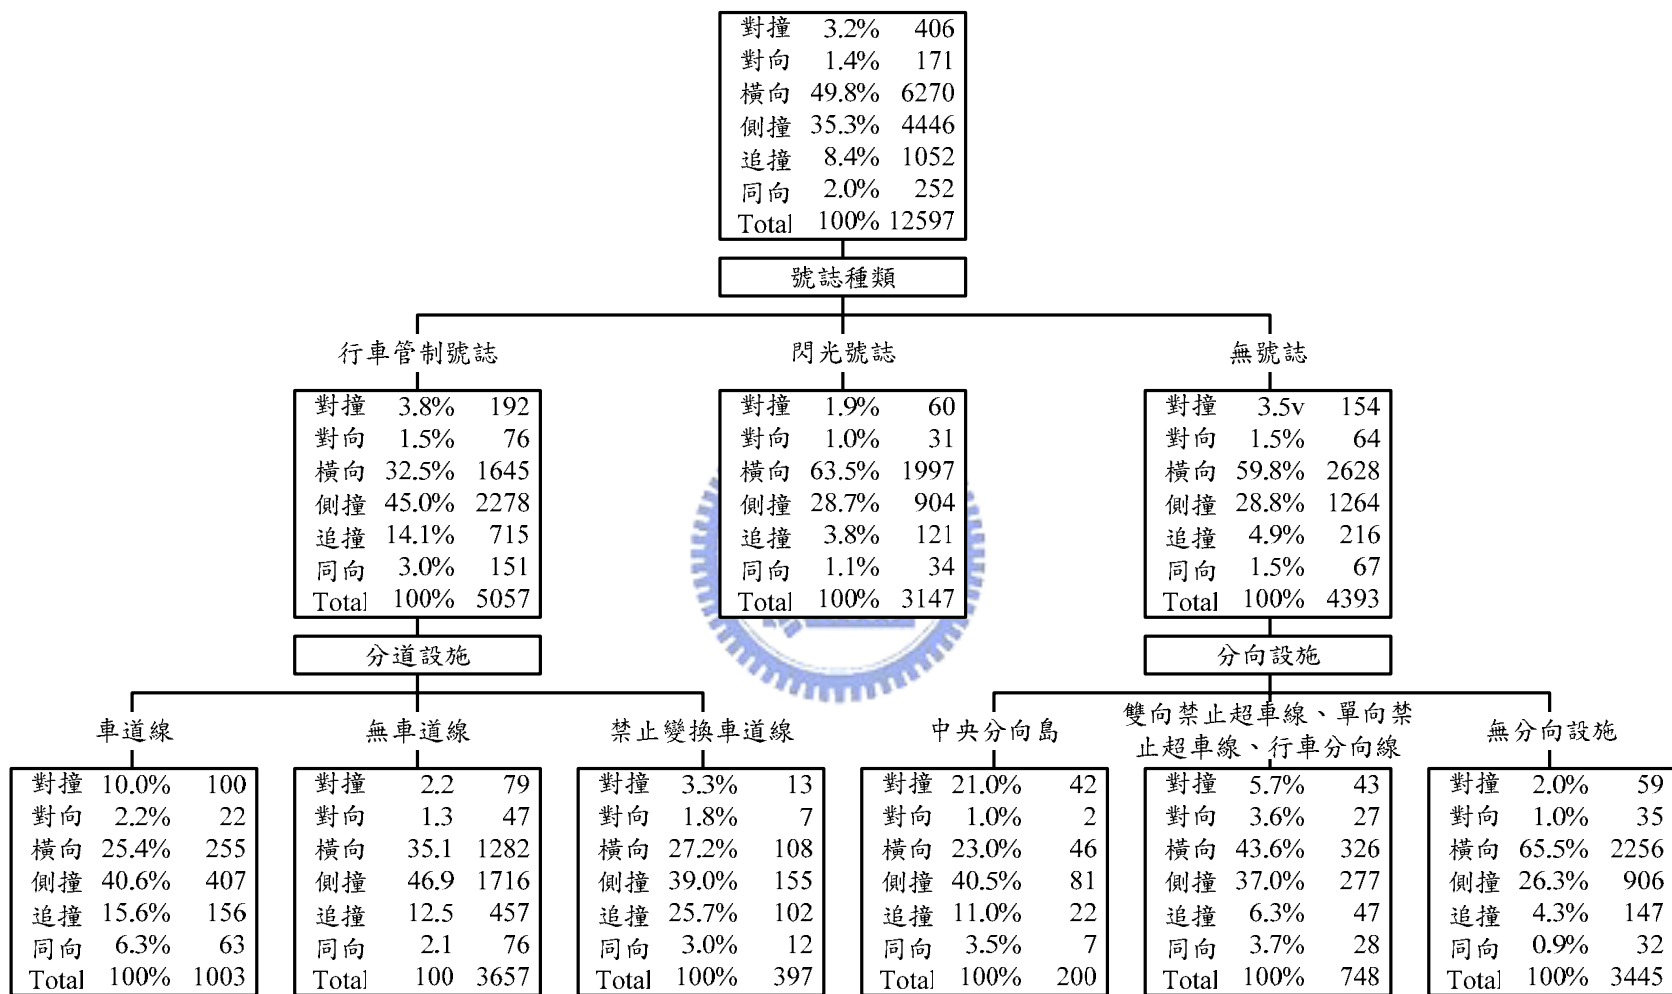 對撞 3.2% 406
對向 1.4% 171
橫向 49.8% 6270
側撞 35.3% 4446
追撞 8.4% 1052
同向 2.0% 252
Total 100% 12597
號誌種類
行車管制號誌
對撞 3.8% 192
對向 1.5% 76
橫向 32.5% 1645
側撞 45.0% 2278
追撞 14.1% 715
同向 3.0% 151
Total 100% 5057
閃光號誌
對撞 1.9% 60
對向 1.0% 31
橫向 63.5% 1997
側撞 28.7% 904
追撞 3.8% 121
同向 1.1% 34
Total 100% 3147
無號誌
對撞 3.5v 154
對向 1.5% 64
橫向 59.8% 2628
側撞 28.8% 1264
追撞 4.9% 216
同向 1.5% 67
Total 100% 4393
分道設施
分向設施
車道線
對撞 10.0% 100
對向 2.2% 22
橫向 25.4% 255
側撞 40.6% 407
追撞 15.6% 156
同向 6.3% 63
Total 100% 1003
無車道線
對撞 2.2 79
對向 1.3 47
橫向 35.1 1282
側撞 46.9 1716
追撞 12.5 457
同向 2.1 76
Total 100 3657
禁止變換車道線
對撞 3.3% 13
對向 1.8% 7
橫向 27.2% 108
側撞 39.0% 155
追撞 25.7% 102
同向 3.0% 12
Total 100% 397
中央分向島
對撞 21.0% 42
對向 1.0% 2
橫向 23.0% 46
側撞 40.5% 81
追撞 11.0% 22
同向 3.5% 7
Total 100% 200
雙向禁止超車線、單向禁
止超車線、行車分向線
對撞 5.7% 43
對向 3.6% 27
橫向 43.6% 326
側撞 37.0% 277
追撞 6.3% 47
同向 3.7% 28
Total 100% 748
無分向設施
對撞 2.0% 59
對向 1.0% 35
橫向 65.5% 2256
側撞 26.3% 906
追撞 4.3% 147
同向 0.9% 32
Total 100% 3445